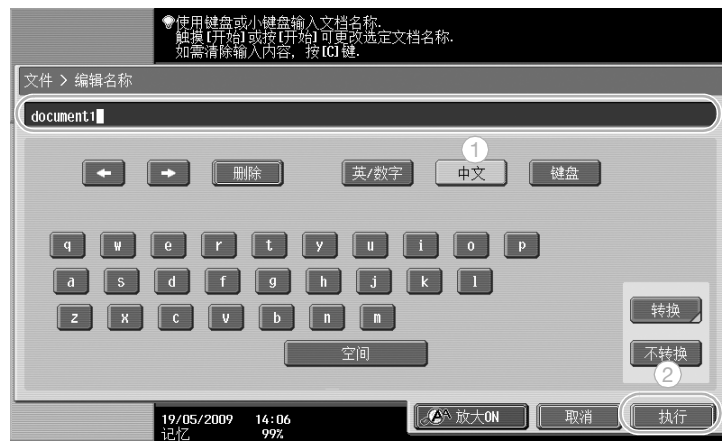 使用键盘或小键盘输入文档名称.
触摸[开始]或按[开始]可更改选定文档名称.
如需清除输入内容, 按[C]键.
文件 > 编辑名称
document1
1
删除 英/数字 中文 键盘
q w e r t y u i o p
a s d f g h j k l
z x c v b n m
转换
空间 不转换
2
放大ON 取消 执行
19/05/2009 14:06
记忆 99%